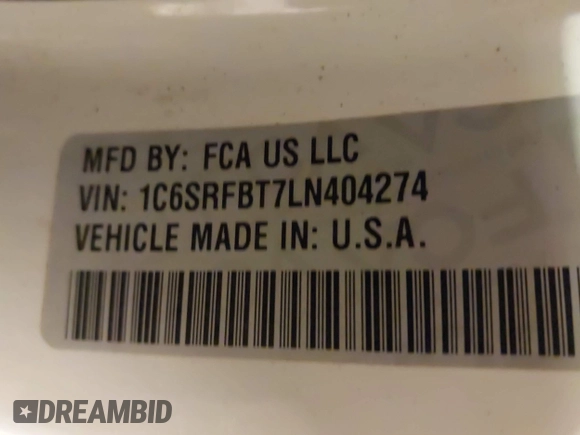 MFD BY: FCA US LLC
VIN: 1C6SRFBT7LN404274
VEHICLE MADE IN: U.S.A.
DREAMBID